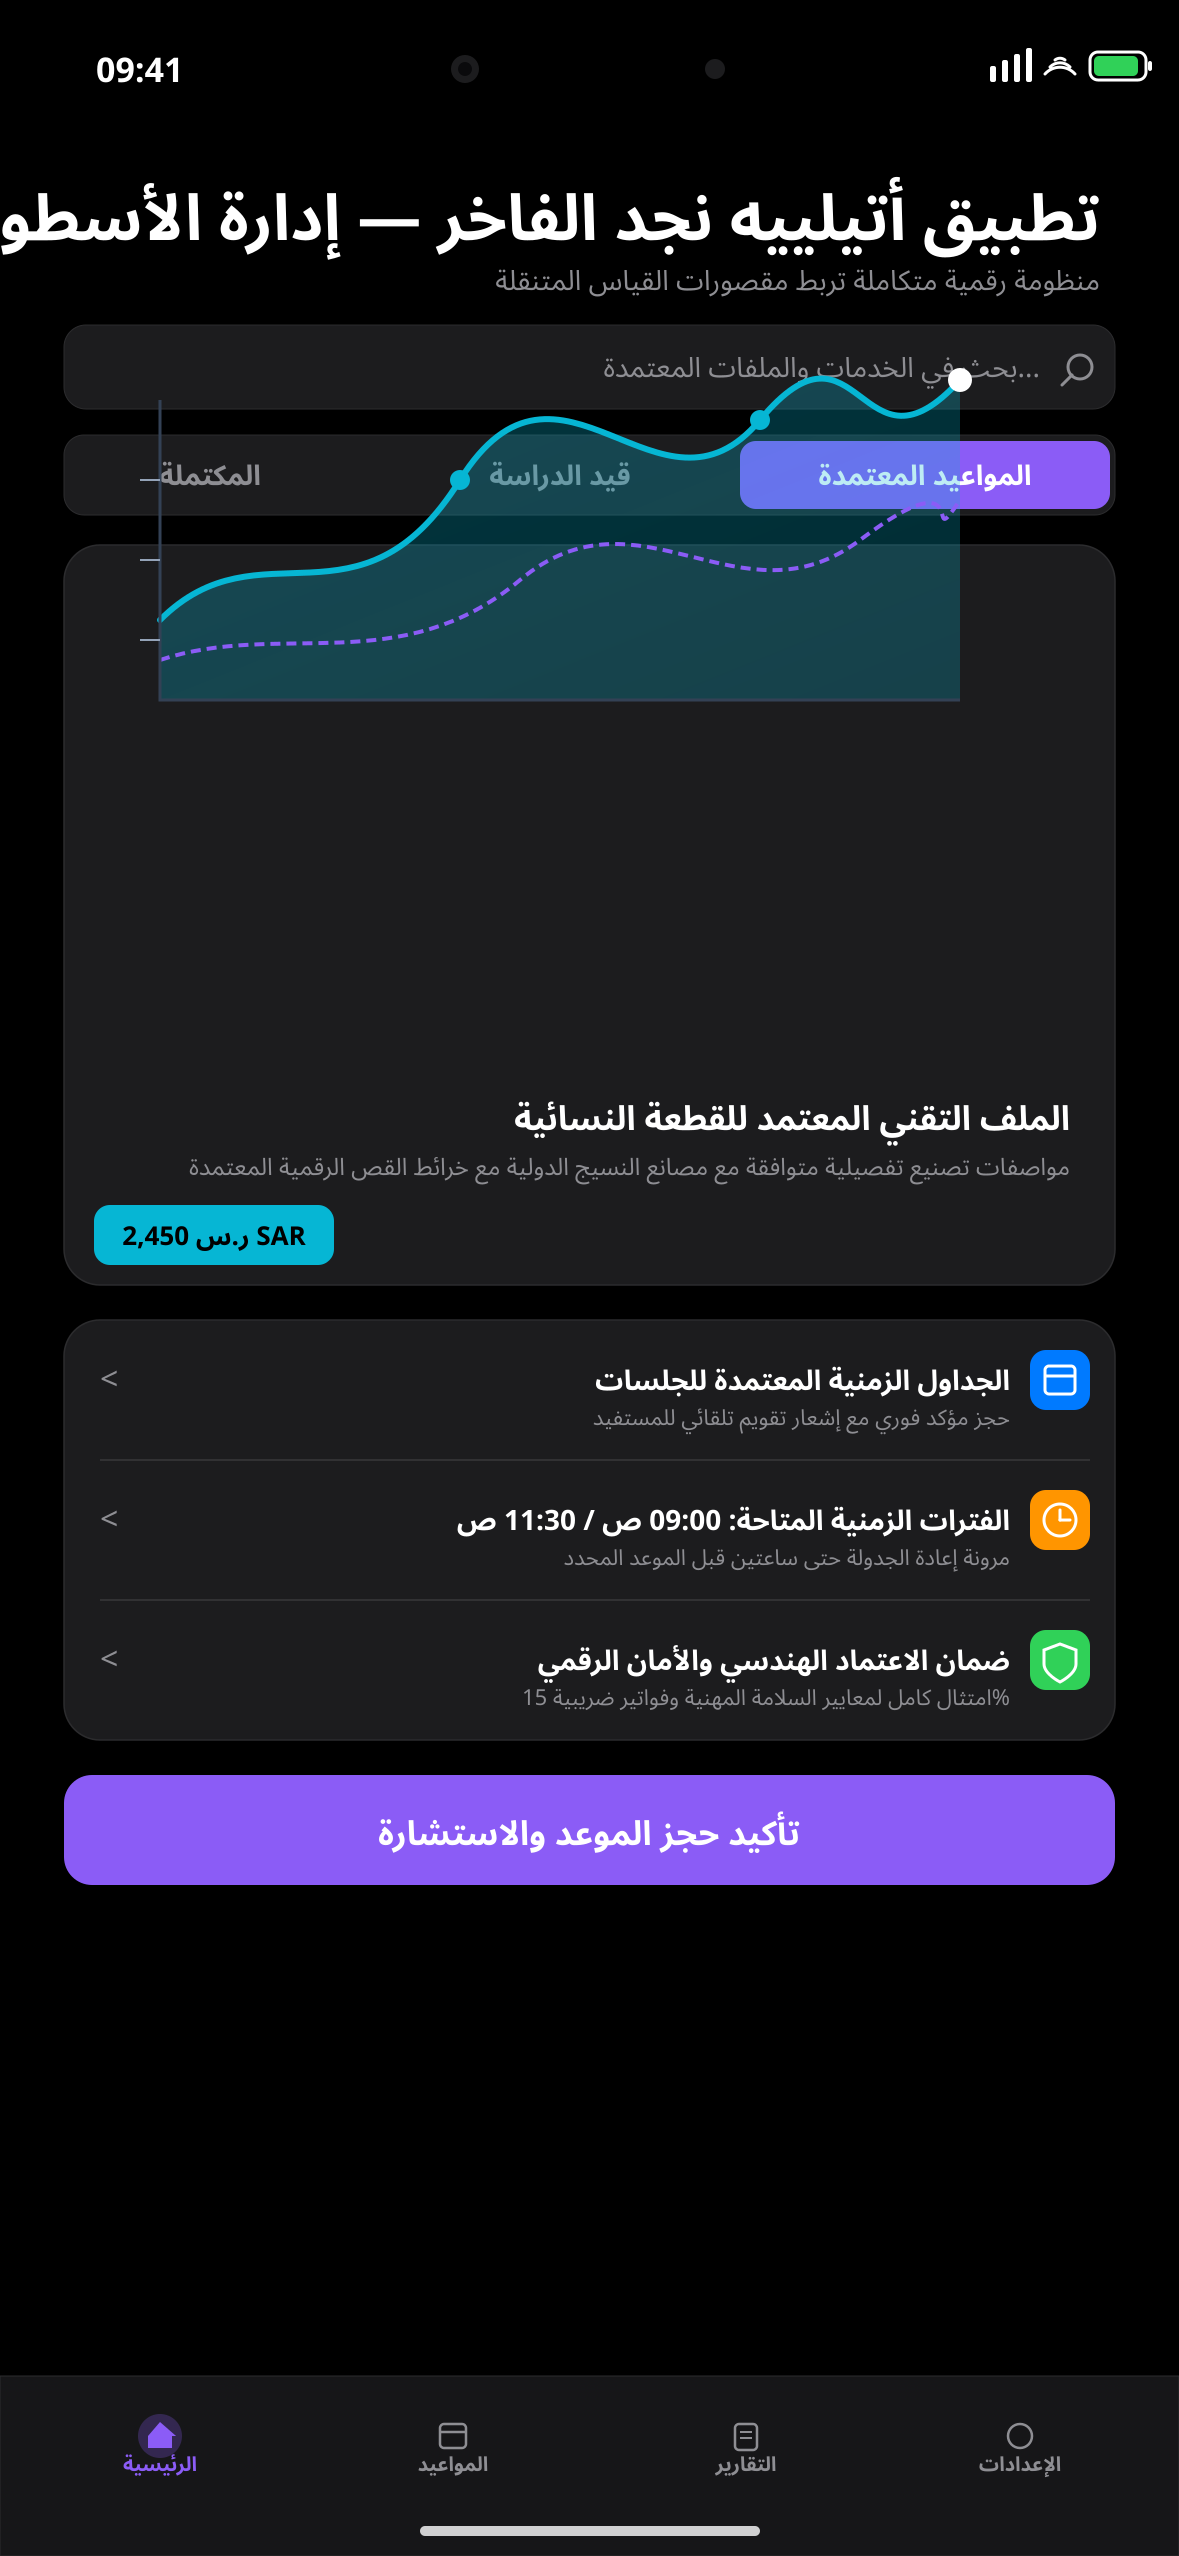 09:41
تطبيق أتيلييه نجد الفاخر — إدارة الأسطو
منظومة رقمية متكاملة تربط مقصورات القياس المتنقلة
بحث في الخدمات والملفات المعتمدة...
المواعيد المعتمدة
قيد الدراسة
المكتملة
الملف التقني المعتمد للقطعة النسائية
مواصفات تصنيع تفصيلية متوافقة مع مصانع النسيج الدولية مع خرائط القص الرقمية المعتمدة
2,450 ر.س SAR
الجداول الزمنية المعتمدة للجلسات
حجز مؤكد فوري مع إشعار تقويم تلقائي للمستفيد
الفترات الزمنية المتاحة: 09:00 ص / 11:30 ص
مرونة إعادة الجدولة حتى ساعتين قبل الموعد المحدد
ضمان الاعتماد الهندسي والأمان الرقمي
امتثال كامل لمعايير السلامة المهنية وفواتير ضريبية 15%
تأكيد حجز الموعد والاستشارة
الإعدادات
التقارير
المواعيد
الرئيسية